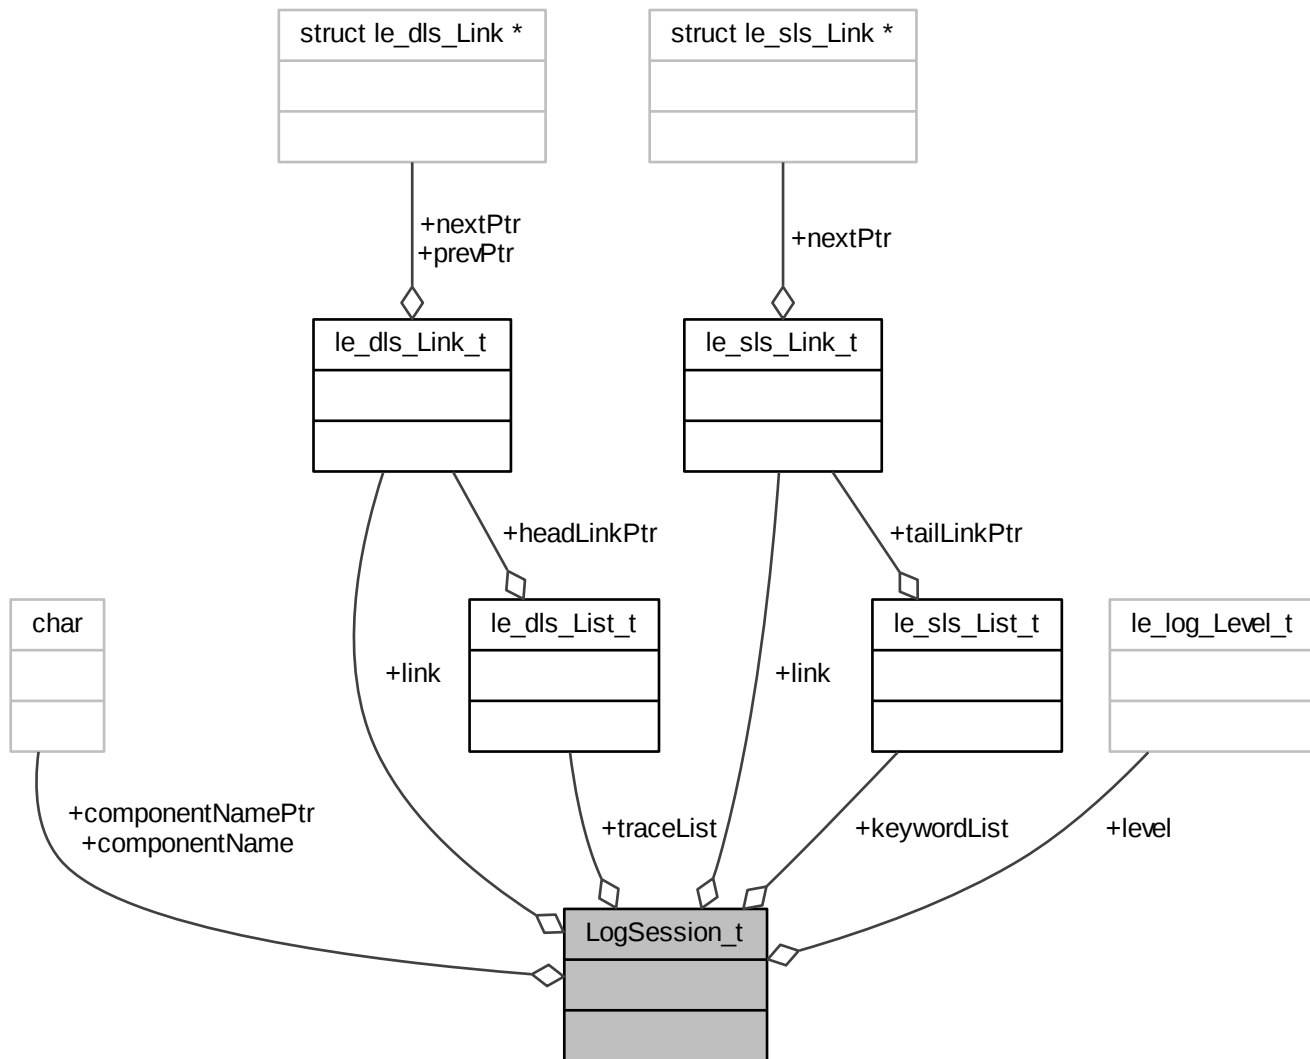 struct le_dls_Link *
struct le_sls_Link *
+nextPtr
+prevPtr
+nextPtr
le_dls_Link_t
le_sls_Link_t
+headLinkPtr
+tailLinkPtr
char
le_dls_List_t
le_sls_List_t
le_log_Level_t
+link
+link
+componentNamePtr
+componentName
+traceList
+keywordList
+level
LogSession_t